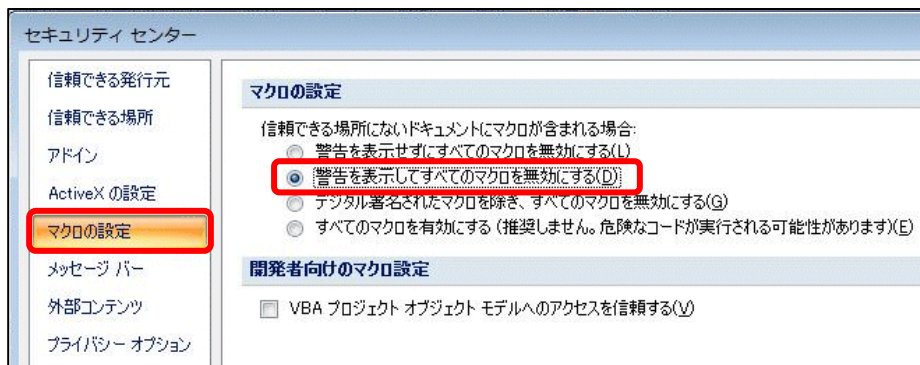 セキュリティ センター
信頼できる発行元
信頼できる場所
アドイン
ActiveX の設定
マクロの設定
メッセージ バー
外部コンテンツ
プライバシー オプション
マクロの設定
信頼できる場所にないドキュメントにマクロが含まれる場合:
警告を表示せずにすべてのマクロを無効にする(L)
警告を表示してすべてのマクロを無効にする(D)
デジタル署名されたマクロを除き、すべてのマクロを無効にする(G)
すべてのマクロを有効にする (推奨しません。危険なコードが実行される可能性があります)(E)
開発者向けのマクロ設定
VBA プロジェクト オブジェクト モデルへのアクセスを信頼する(V)